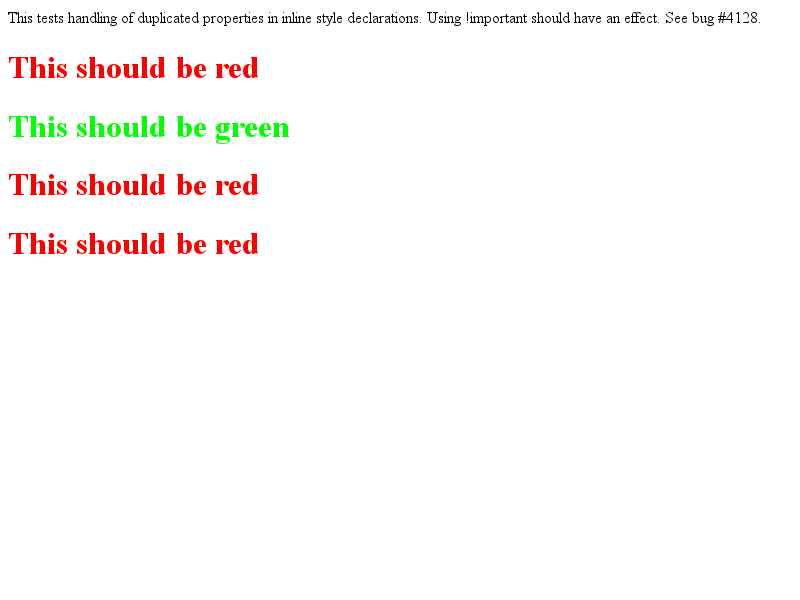 This tests handling of duplicated properties in inline style declarations. Using !important should have an effect. See bug #4128.
This should be red
This should be green
This should be red
This should be red